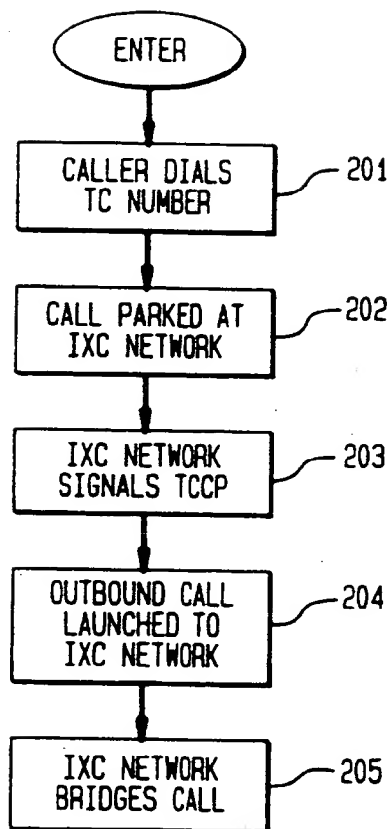 ENTER
CALLER DIALS
TC NUMBER
201
CALL PARKED AT
IXC NETWORK
202
IXC NETWORK
SIGNALS TCCP
203
OUTBOUND CALL
LAUNCHED TO
IXC NETWORK
204
IXC NETWORK
BRIDGES CALL
205